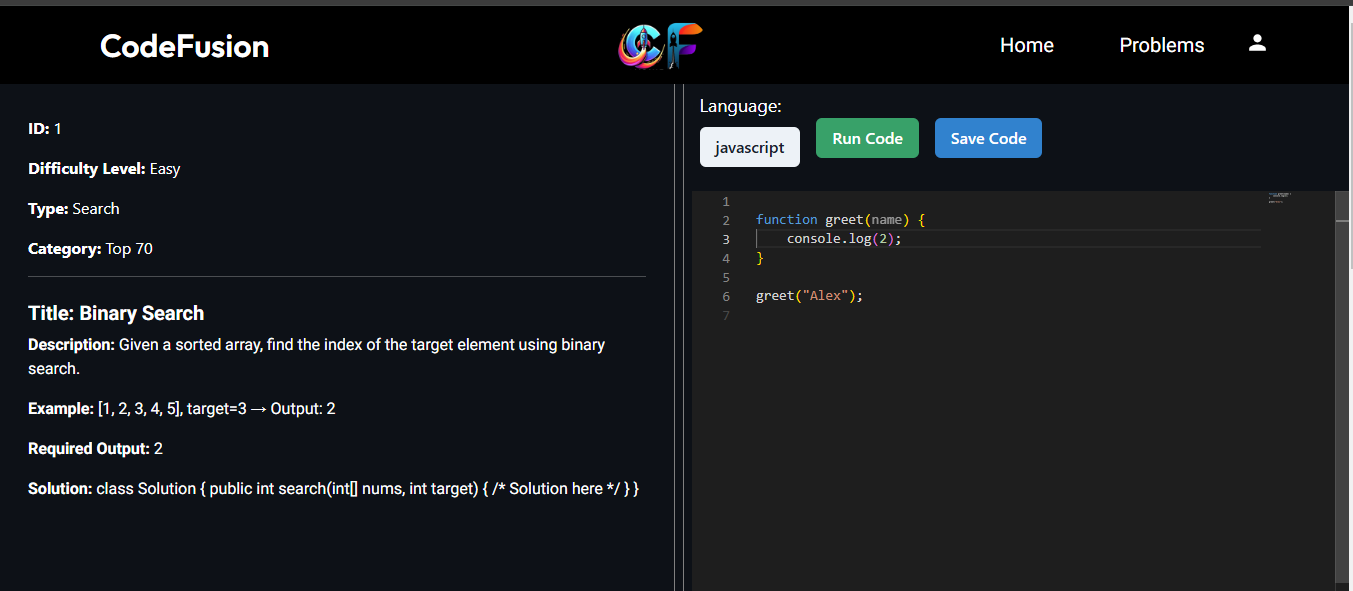 CodeFusion
CF
Home
Problems
ID: 1
Difficulty Level: Easy
Type: Search
Category: Top 70
Title: Binary Search
Description: Given a sorted array, find the index of the target element using binary
search.
Example: [1, 2, 3, 4, 5], target=3 → Output: 2
Required Output: 2
Solution: class Solution { public int search(int[] nums, int target) { /* Solution here */ } }
Language:
javascript
Run Code
Save Code
1
2 function greet(name) {
3     console.log(2);
4 }
5
6 greet("Alex");
7